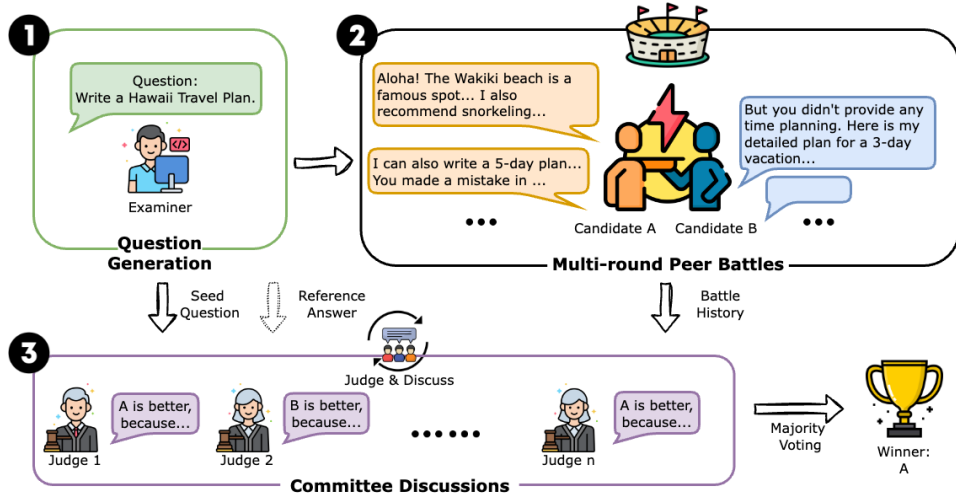 1
Question:
Write a Hawaii Travel Plan.
Examiner
Question
Generation
2
Aloha! The Wakiki beach is a
famous spot... I also
recommend snorkeling...
I can also write a 5-day plan...
You made a mistake in ...
But you didn't provide any
time planning. Here is my
detailed plan for a 3-day
vacation...
...
...
Candidate A
Candidate B
Multi-round Peer Battles
Seed
Question
Reference
Answer
Battle
History
3
Judge & Discuss
A is better,
because...
Judge 1
B is better,
because...
Judge 2
......
A is better,
because...
Judge n
Committee Discussions
Majority
Voting
Winner:
A